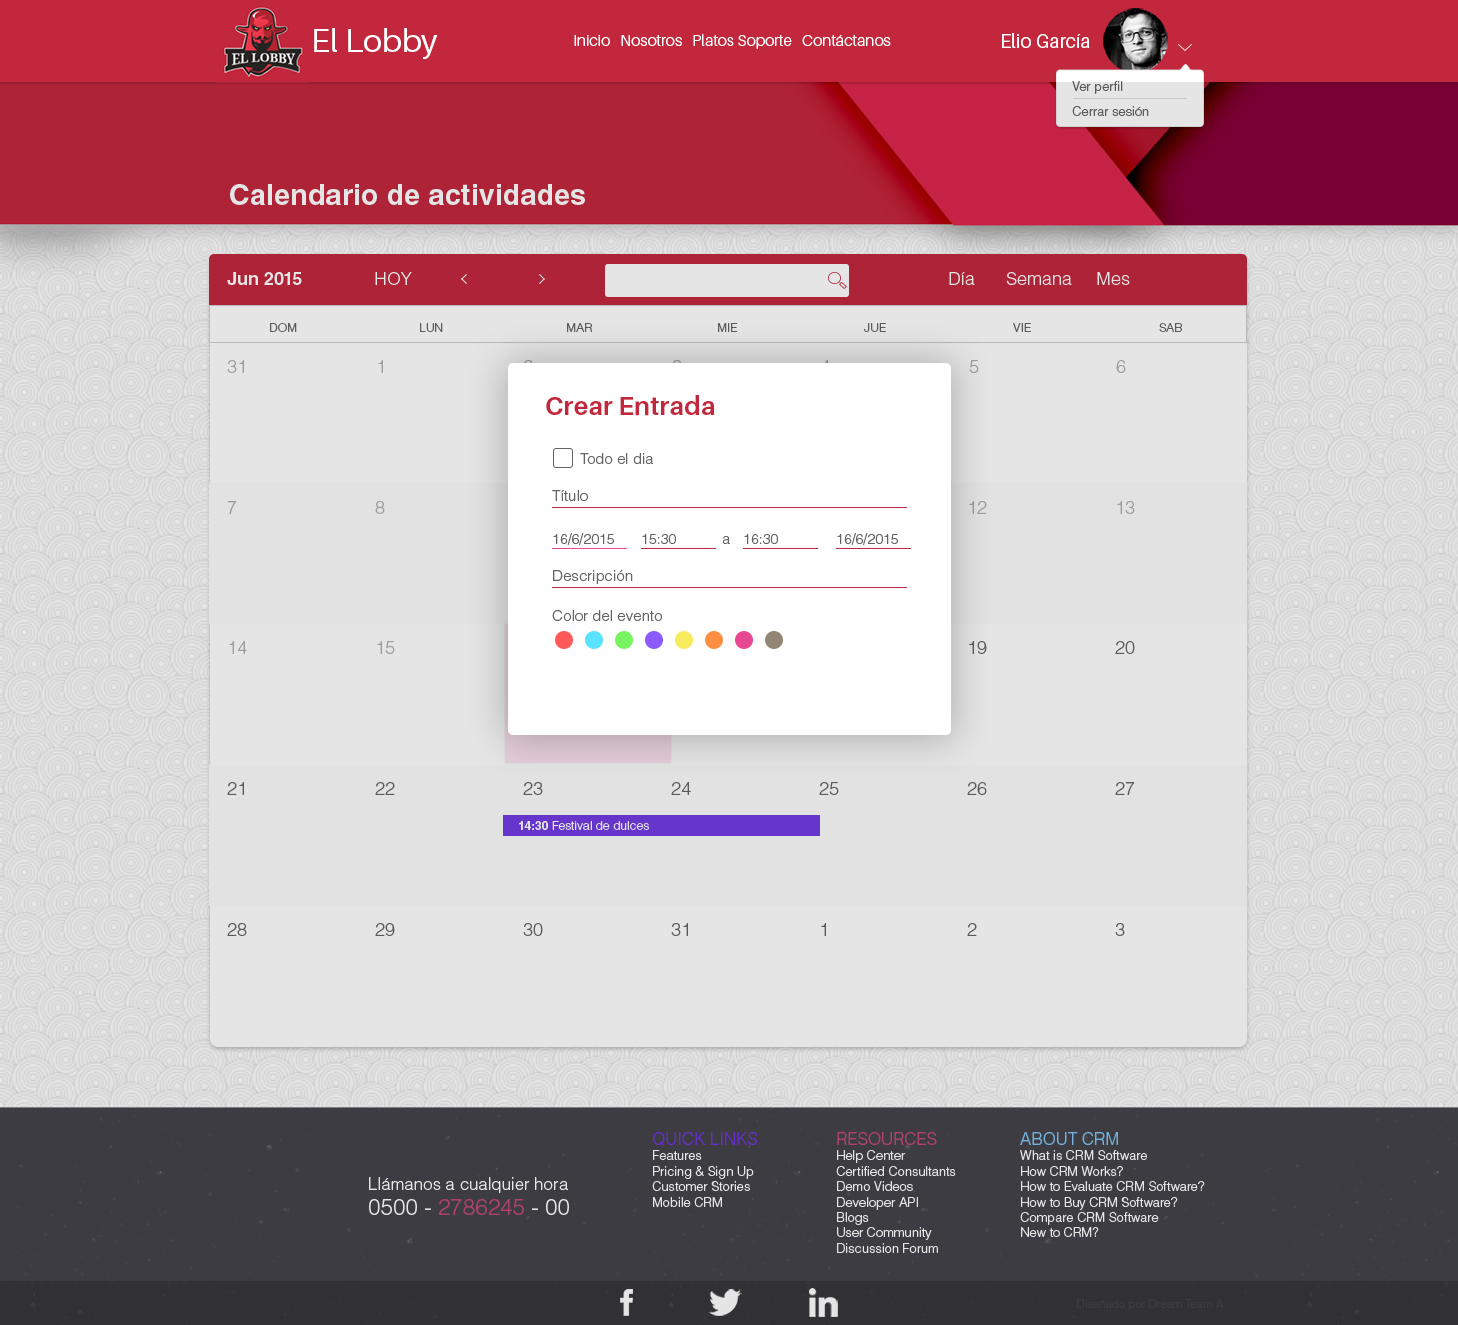 EL LOBBY
El Lobby
Inicio Nosotros Platos Soporte Contáctanos
Elio García
Ver perfil
Cerrar sesión
Calendario de actividades
Jun 2015 HOY < > Día Semana Mes
DOM LUN MAR MIE JUE VIE SAB
31 1 5 6
Crear Entrada
Todo el dia
Título
7 8 12 13
16/6/2015 15:30 a 16:30 16/6/2015
Descripción
Color del evento
14 15 19 20
21 22 23 24 25 26 27
14:30 Festival de dulces
28 29 30 31 1 2 3
Llámanos a cualquier hora
0500 - 2786245 - 00
QUICK LINKS
Features
Pricing & Sign Up
Customer Stories
Mobile CRM
RESOURCES
Help Center
Certified Consultants
Demo Videos
Developer API
Blogs
User Community
Discussion Forum
ABOUT CRM
What is CRM Software
How CRM Works?
How to Evaluate CRM Software?
How to Buy CRM Software?
Compare CRM Software
New to CRM?
Diseñado por Dream Team A